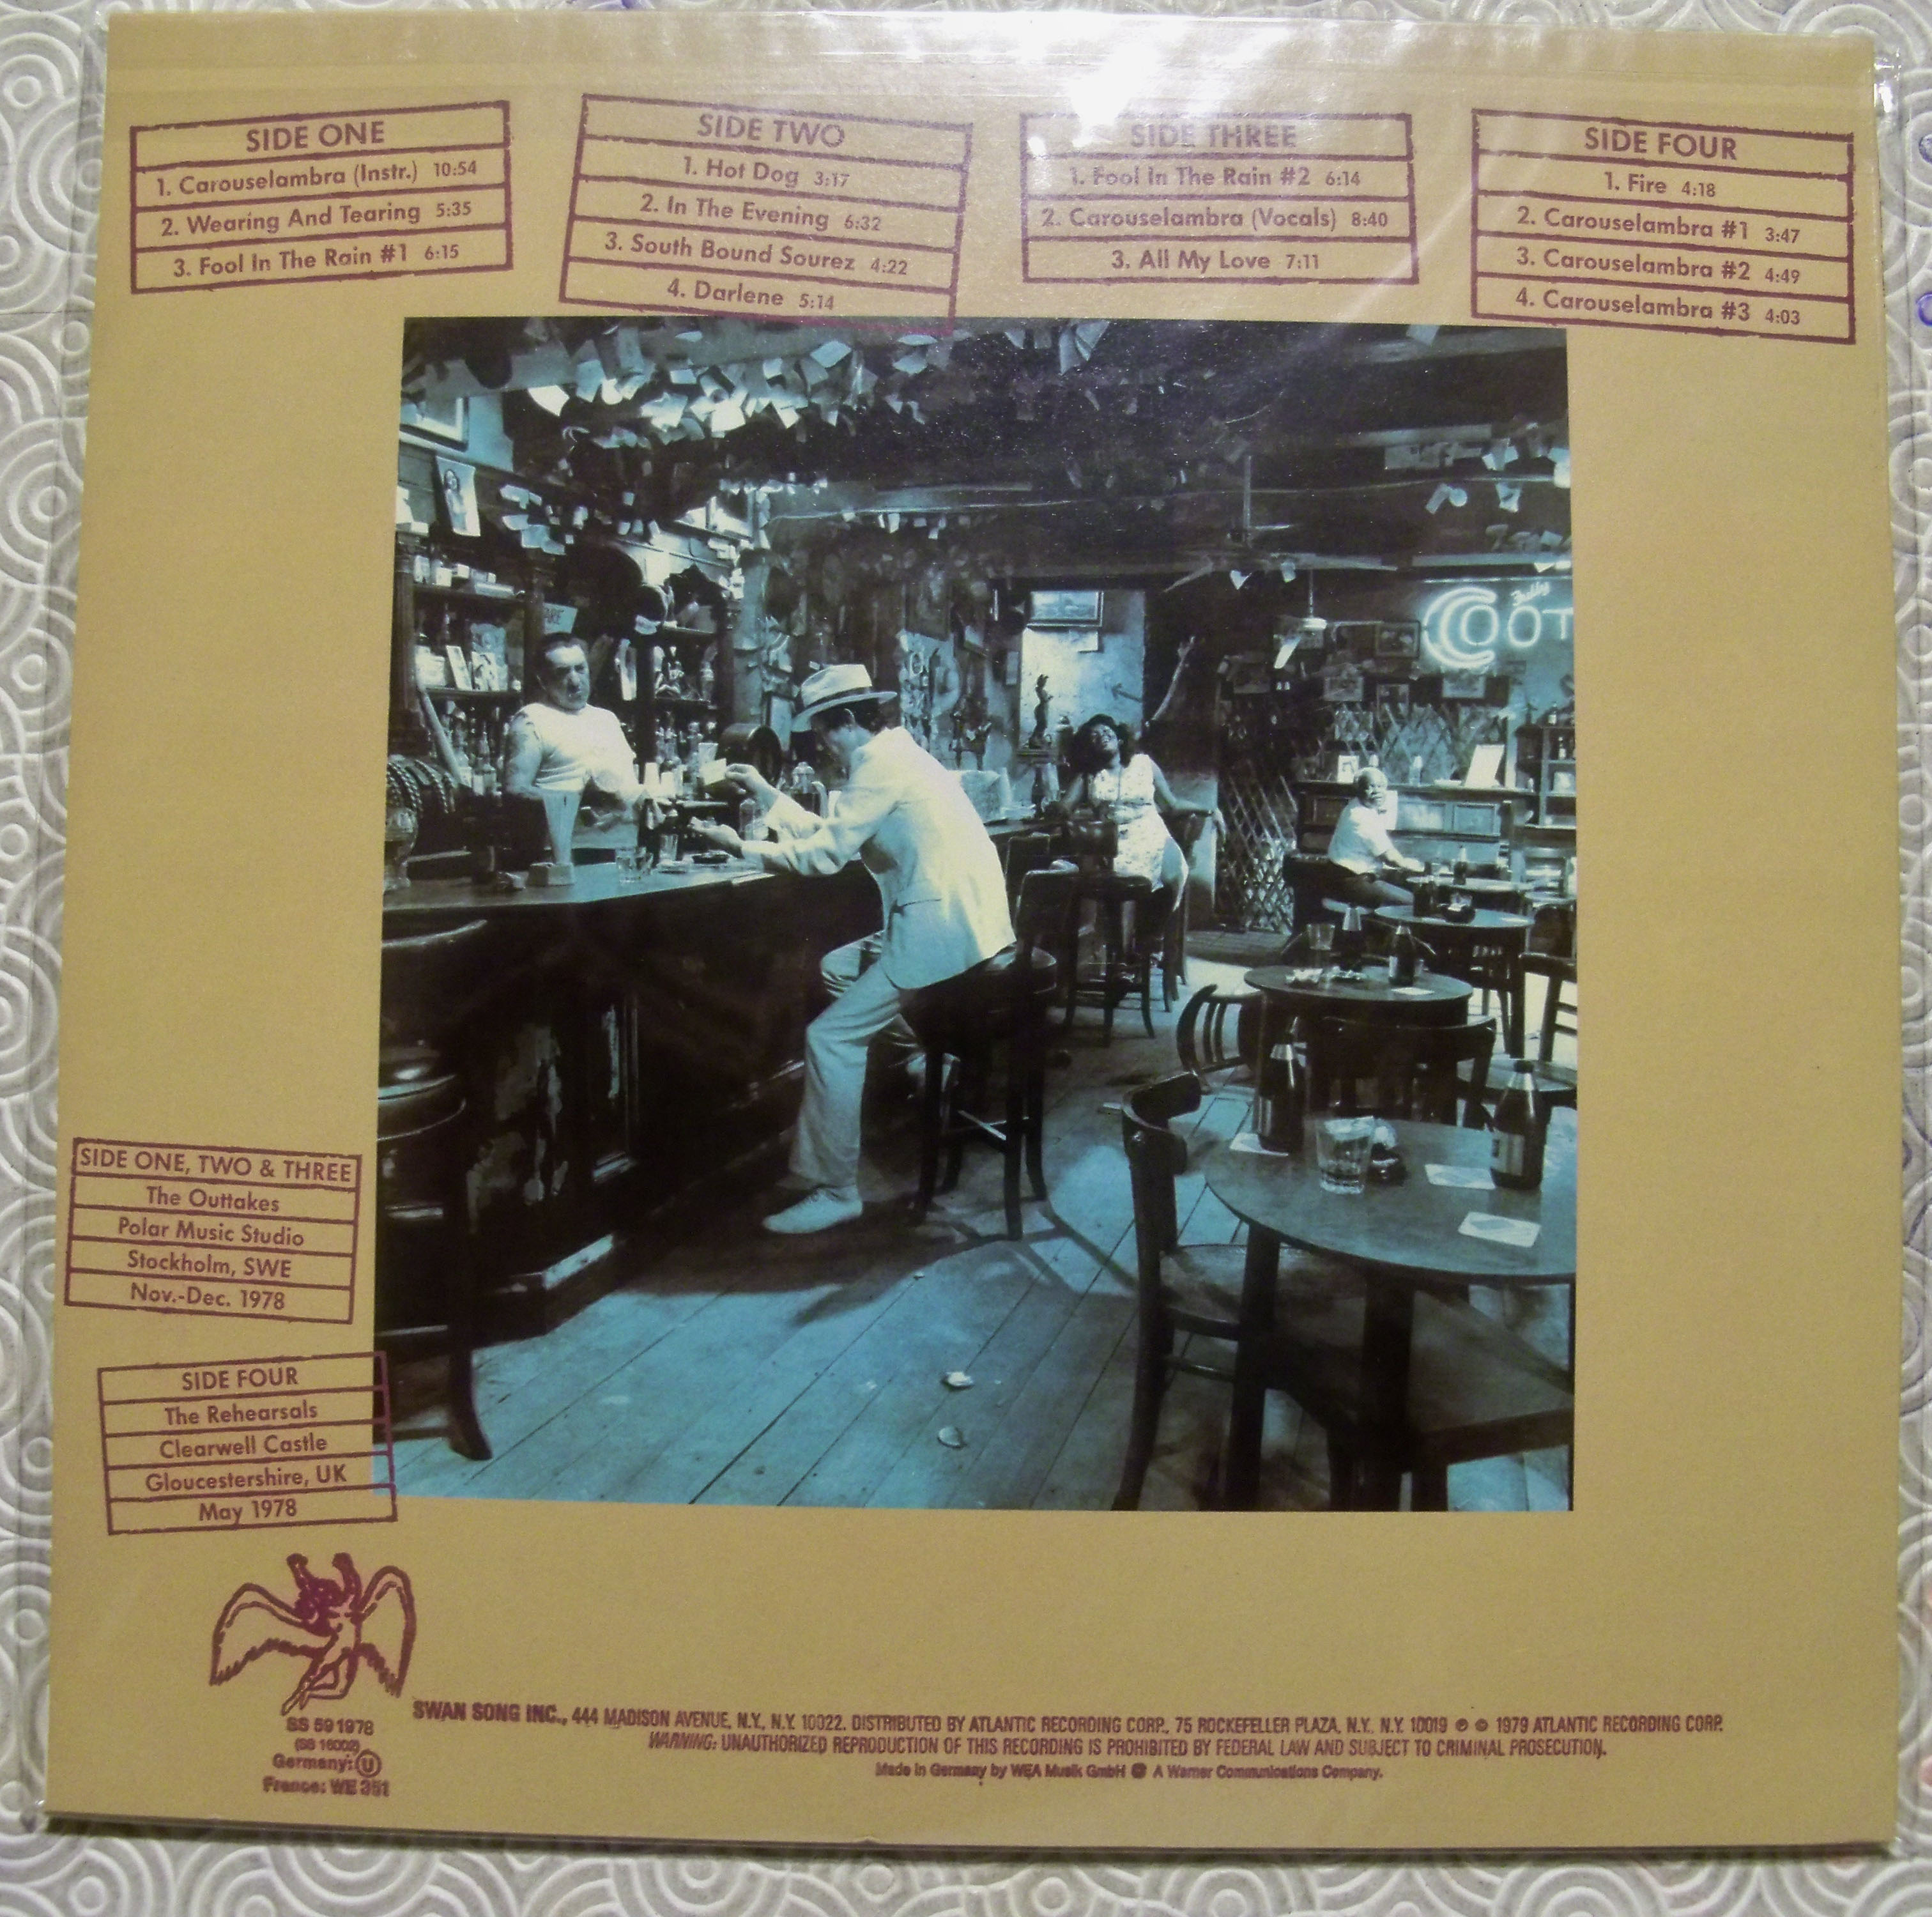 SIDE ONE
1. Carouselambra (Instr.) 10:54
2. Wearing And Tearing 5:35
3. Fool In The Rain #1 6:15
SIDE TWO
1. Hot Dog 3:17
2. In The Evening 6:32
3. South Bound Sourez 4:22
4. Darlene 5:14
SIDE THREE
1. Fool In The Rain #2 6:14
2. Carouselambra (Vocals) 8:40
3. All My Love 7:11
SIDE FOUR
1. Fire 4:18
2. Carouselambra #1 3:47
3. Carouselambra #2 4:49
4. Carouselambra #3 4:03
COOT
SIDE ONE, TWO & THREE
The Outtakes
Polar Music Studio
Stockholm, SWE
Nov.-Dec. 1978
SIDE FOUR
The Rehearsals
Clearwell Castle
Gloucestershire, UK
May 1978
SS 591978
(SS 16002)
Germany: U
France: WE 351
SWAN SONG INC., 444 MADISON AVENUE, N.Y., N.Y. 10022. DISTRIBUTED BY ATLANTIC RECORDING CORP., 75 ROCKEFELLER PLAZA, N.Y., N.Y. 10019 ℗ © 1979 ATLANTIC RECORDING CORP.
WARNING: UNAUTHORIZED REPRODUCTION OF THIS RECORDING IS PROHIBITED BY FEDERAL LAW AND SUBJECT TO CRIMINAL PROSECUTION.
Made in Germany by WEA Musik GmbH A Warner Communications Company.